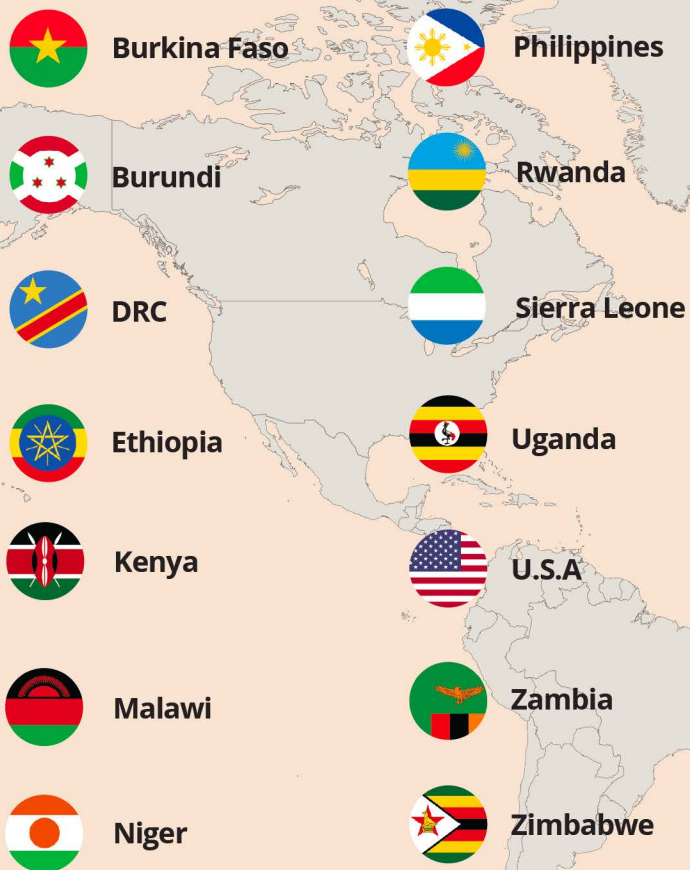 Burkina Faso
Burundi
DRC
Ethiopia
Kenya
Malawi
Niger
Philippines
Rwanda
Sierra Leone
Uganda
U.S.A
Zambia
Zimbabwe